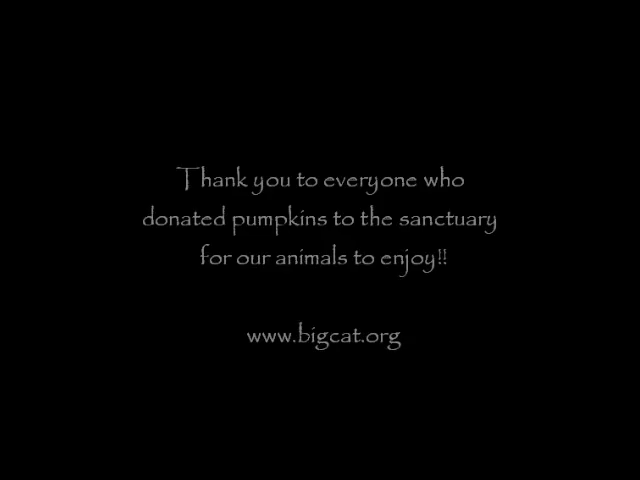 Thank you to everyone who
donated pumpkins to the sanctuary
for our animals to enjoy!!
www.bigcat.org